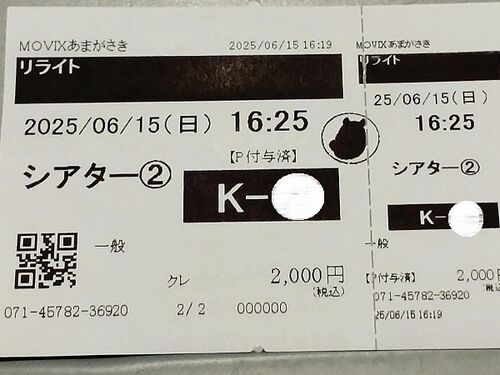 MOVIXあまがさき 2025/06/15 16:19
リライト
2025/06/15(日) 16:25
【P付与済】
シアター②
K-
一般
クレ 2,000円
(税込)
071-45782-36920 2/2 000000
MOVIXあまがさき
リライト
25/06/15(日)
16:25
シアター②
K-
一般
【P付与済】 2,000円
071-45782-36920
25/06/15 16:19